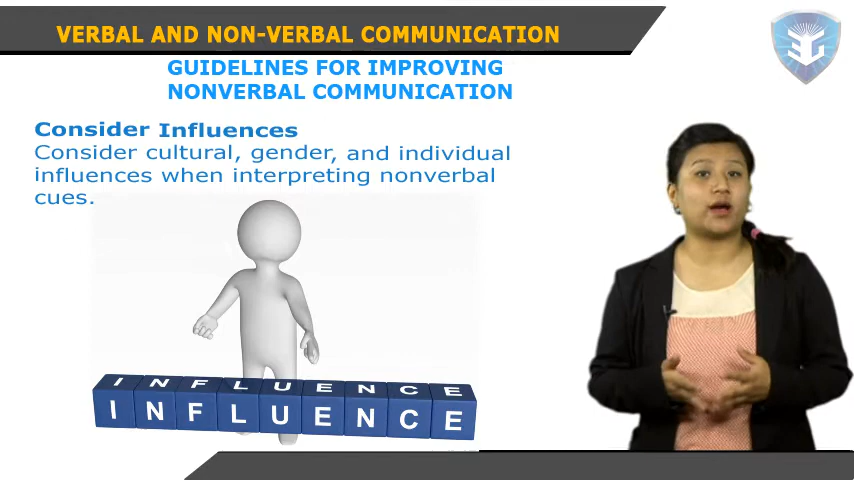 VERBAL AND NON-VERBAL COMMUNICATION
GUIDELINES FOR IMPROVING
NONVERBAL COMMUNICATION
Consider Influences
Consider cultural, gender, and individual
influences when interpreting nonverbal
cues.
INFLUENCE
INFLUENCE